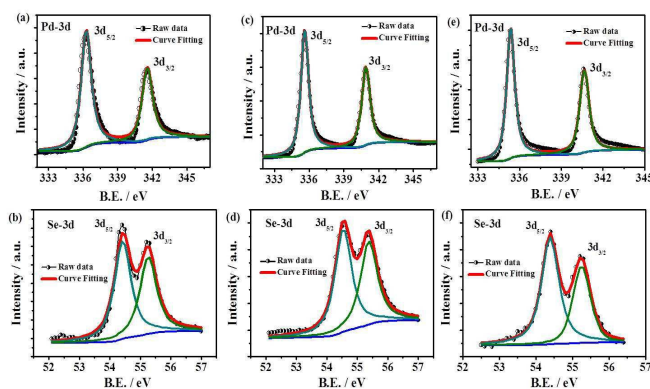 (a)
Pd-3d
3d5/2
Raw data
Curve Fitting
3d3/2
Intensity / a.u.
333 336 339 342 345
B.E. / eV
(c)
Pd-3d
3d5/2
Raw data
Curve Fitting
3d3/2
Intensity / a.u.
333 336 339 342 345
B.E. / eV
(e)
Pd-3d
3d5/2
Raw data
Curve Fitting
3d3/2
Intensity / a.u.
333 336 339 342 345
B.E. / eV
(b)
Se-3d
3d5/2
3d3/2
Raw data
Curve Fitting
Intensity / a.u.
52 53 54 55 56 57
B.E. / eV
(d)
Se-3d
3d5/2
3d3/2
Raw data
Curve Fitting
Intensity / a.u.
52 53 54 55 56 57
B.E. / eV
(f)
Se-3d
3d5/2
3d3/2
Raw data
Curve Fitting
Intensity / a.u.
52 53 54 55 56 57
B.E. / eV